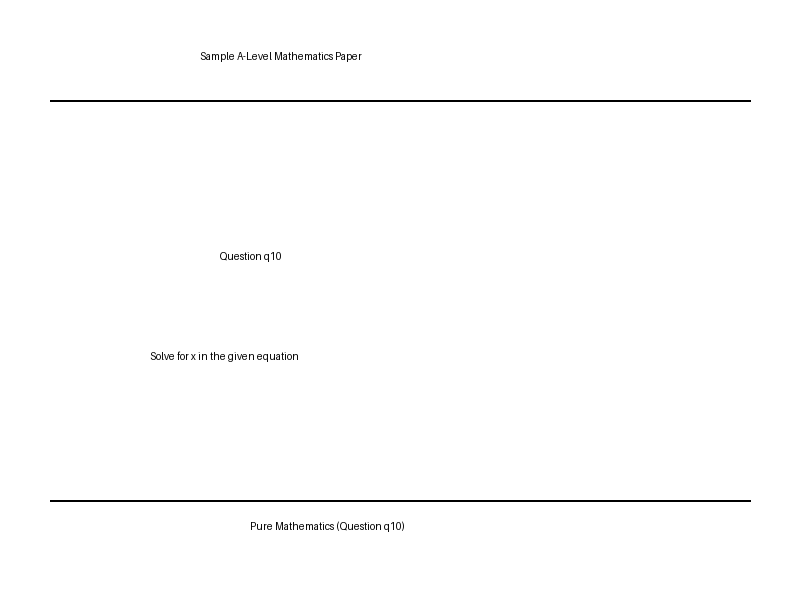 Sample A-Level Mathematics Paper
Question q10
Solve for x in the given equation
Pure Mathematics (Question q10)